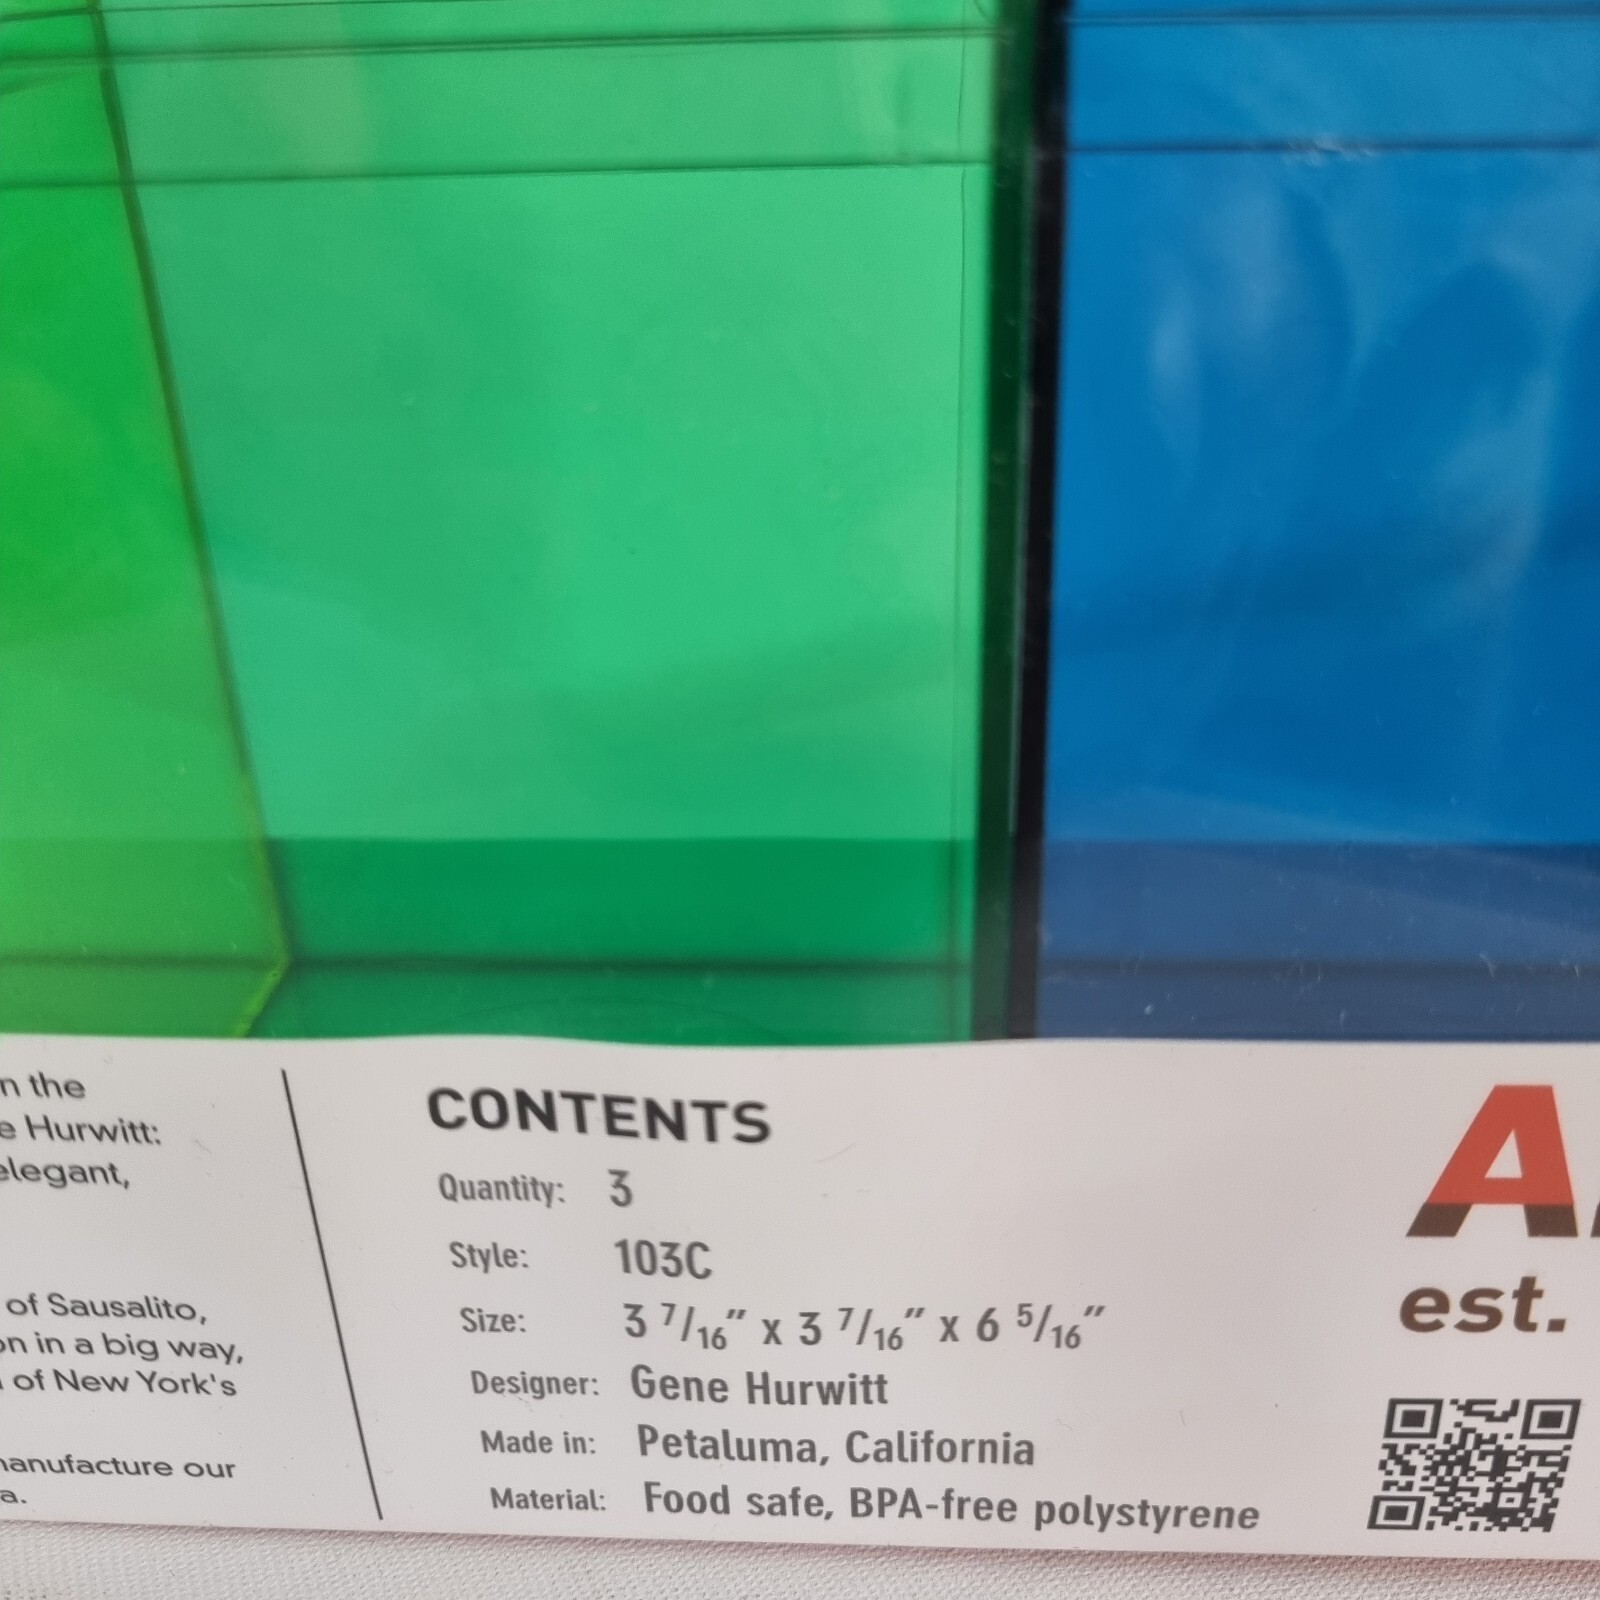 n the
e Hurwitt:
elegant,
of Sausalito,
on in a big way,
of New York's
manufacture our
a.
CONTENTS
Quantity: 3
Style: 103C
Size: 3 7/16" x 3 7/16" x 6 5/16"
Designer: Gene Hurwitt
Made in: Petaluma, California
Material: Food safe, BPA-free polystyrene
A
est.